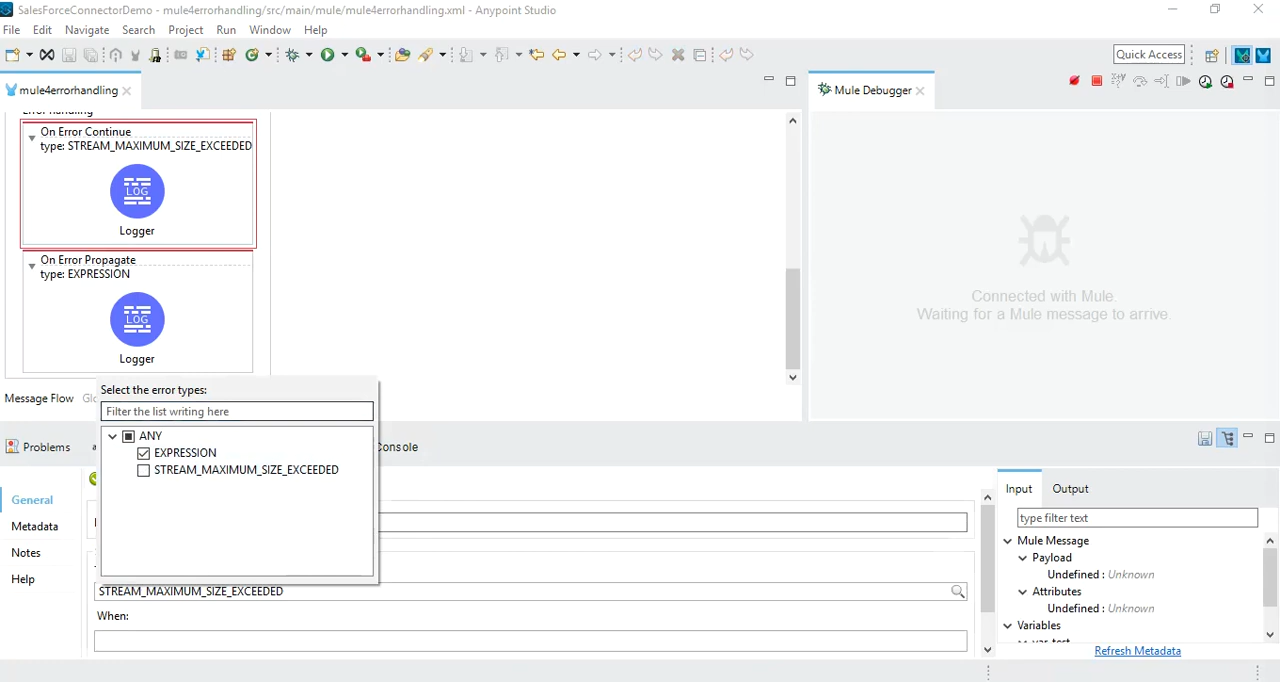 SalesForceConnectorDemo - mule4errorhandling/src/main/mule/mule4errorhandling.xml - Anypoint Studio
File Edit Navigate Search Project Run Window Help
Quick Access
mule4errorhandling
Mule Debugger
Error handling
On Error Continue
type: STREAM_MAXIMUM_SIZE_EXCEEDED
LOG
Logger
On Error Propagate
type: EXPRESSION
LOG
Logger
Connected with Mule.
Waiting for a Mule message to arrive.
Select the error types:
Message Flow
Filter the list writing here
ANY
EXPRESSION
STREAM_MAXIMUM_SIZE_EXCEEDED
Problems
Console
General
Metadata
Notes
Help
STREAM_MAXIMUM_SIZE_EXCEEDED
When:
Input Output
type filter text
Mule Message
Payload
Undefined : Unknown
Attributes
Undefined : Unknown
Variables
Refresh Metadata